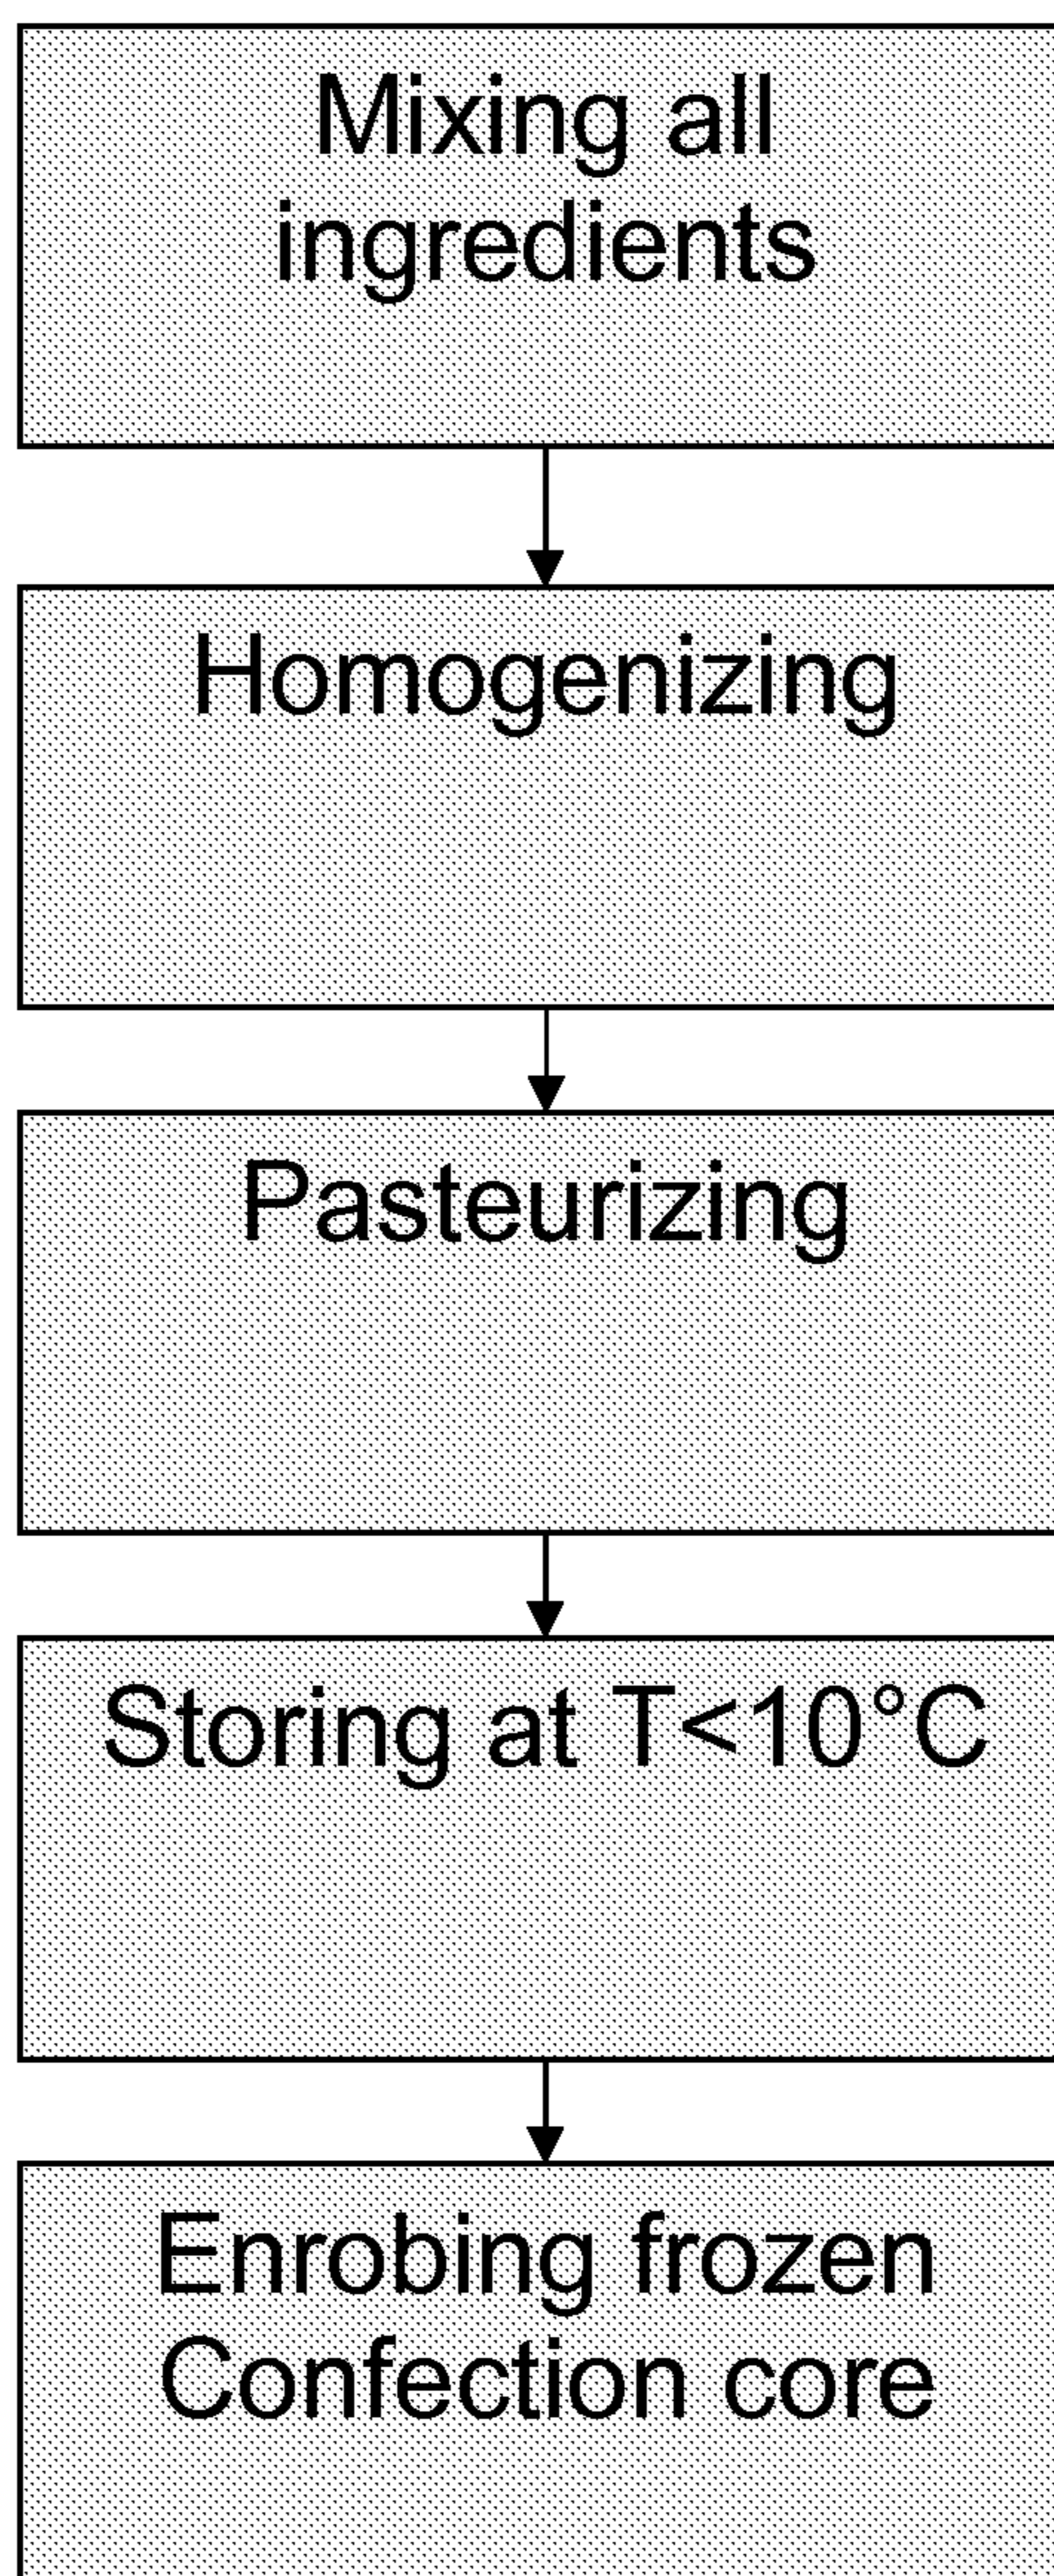 Mixing all
ingredients
Homogenizing
Pasteurizing
Storing at T<10°C
Enrobing frozen
Confection core